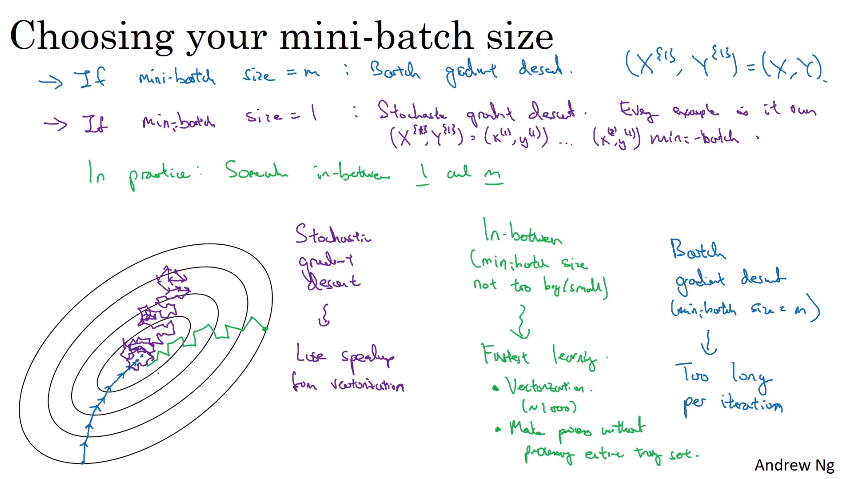 Choosing your mini-batch size
→ If mini-batch size = m : Batch gradient descent. (X^{1}, Y^{1}) = (X, Y).
→ If mini-batch size = 1 : Stochastic gradient descent. Every example is it own
(X^{1}, Y^{1}) = (x^(1), y^(1)) ... mini-batch.
In practice: Somewhere in-between 1 and m
Stochastic
gradient
descent
Lose speedup
from vectorization
In-between
(mini-batch size
not too big/small)
Fastest learning.
• Vectorization.
(~1000)
• Make progress without
processing entire training set.
Batch
gradient descent
(mini-batch size = m)
Too long
per iteration
Andrew Ng